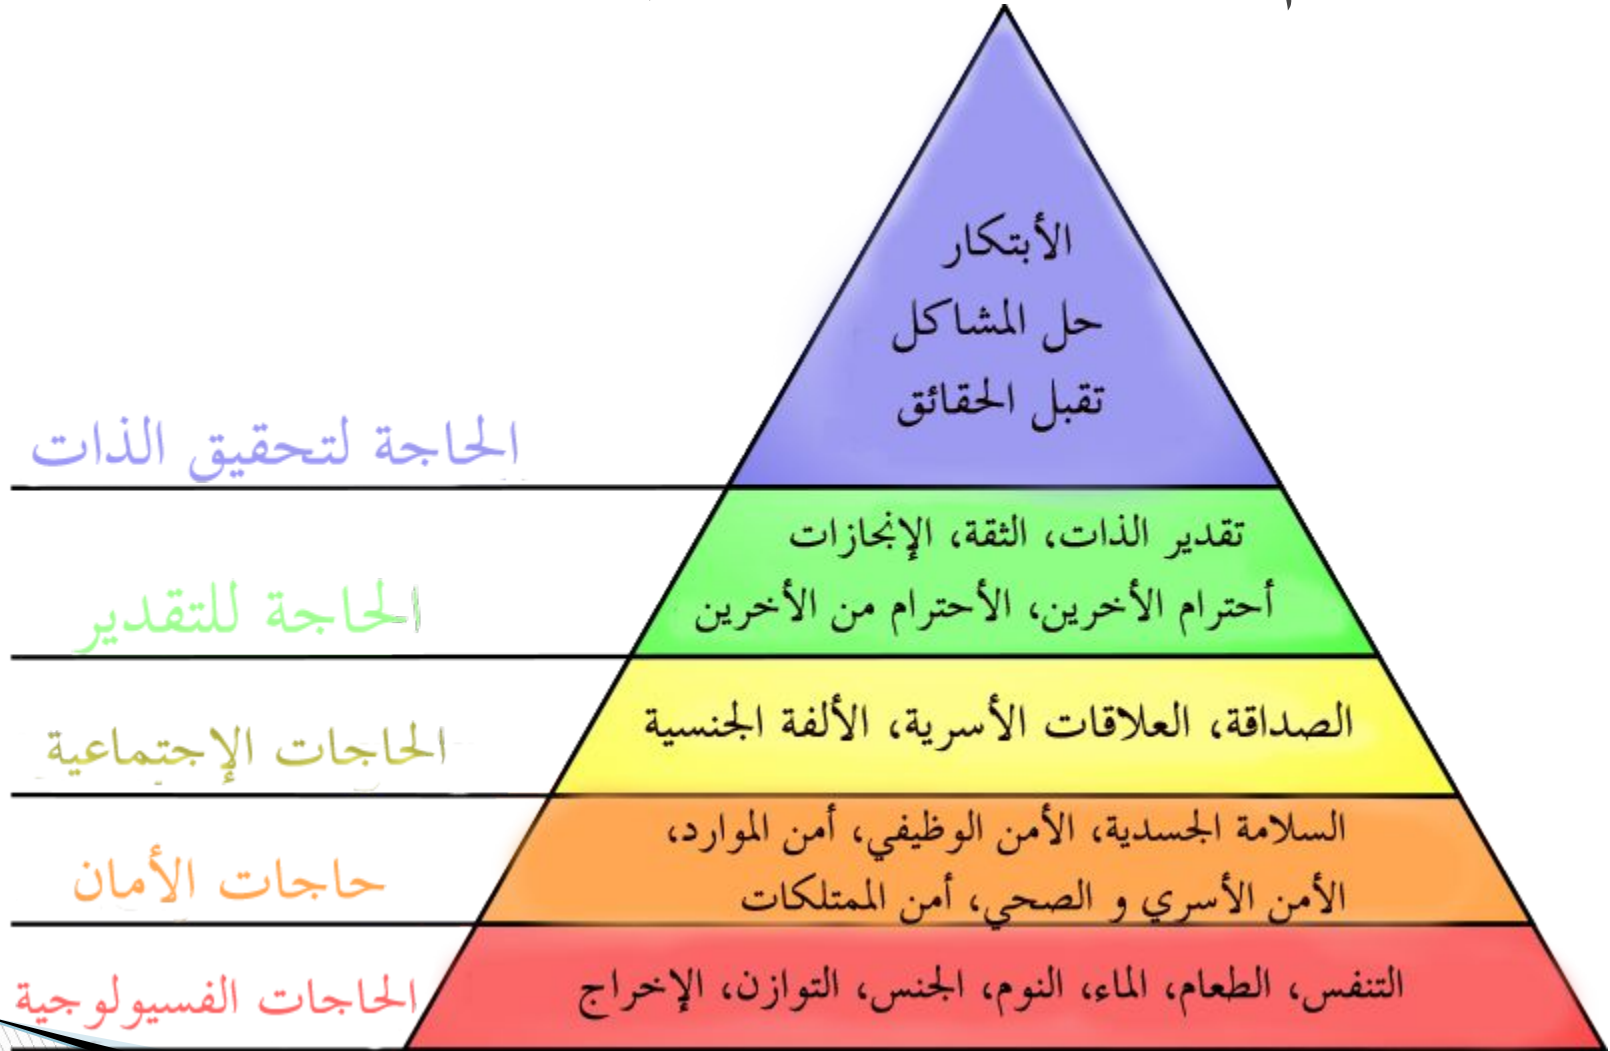 الأبتكار
حل المشاكل
تقبل الحقائق
الحاجة لتحقيق الذات
تقدير الذات، الثقة، الإنجازات
أحترام الأخرين، الأحترام من الأخرين
الحاجة للتقدير
الصداقة، العلاقات الأسرية، الألفة الجنسية
الحاجات الإجتماعية
السلامة الجسدية، الأمن الوظيفي، أمن الموارد،
الأمن الأسري و الصحي، أمن الممتلكات
حاجات الأمان
التنفس، الطعام، الماء، النوم، الجنس، التوازن، الإخراج
الحاجات الفسيولوجية